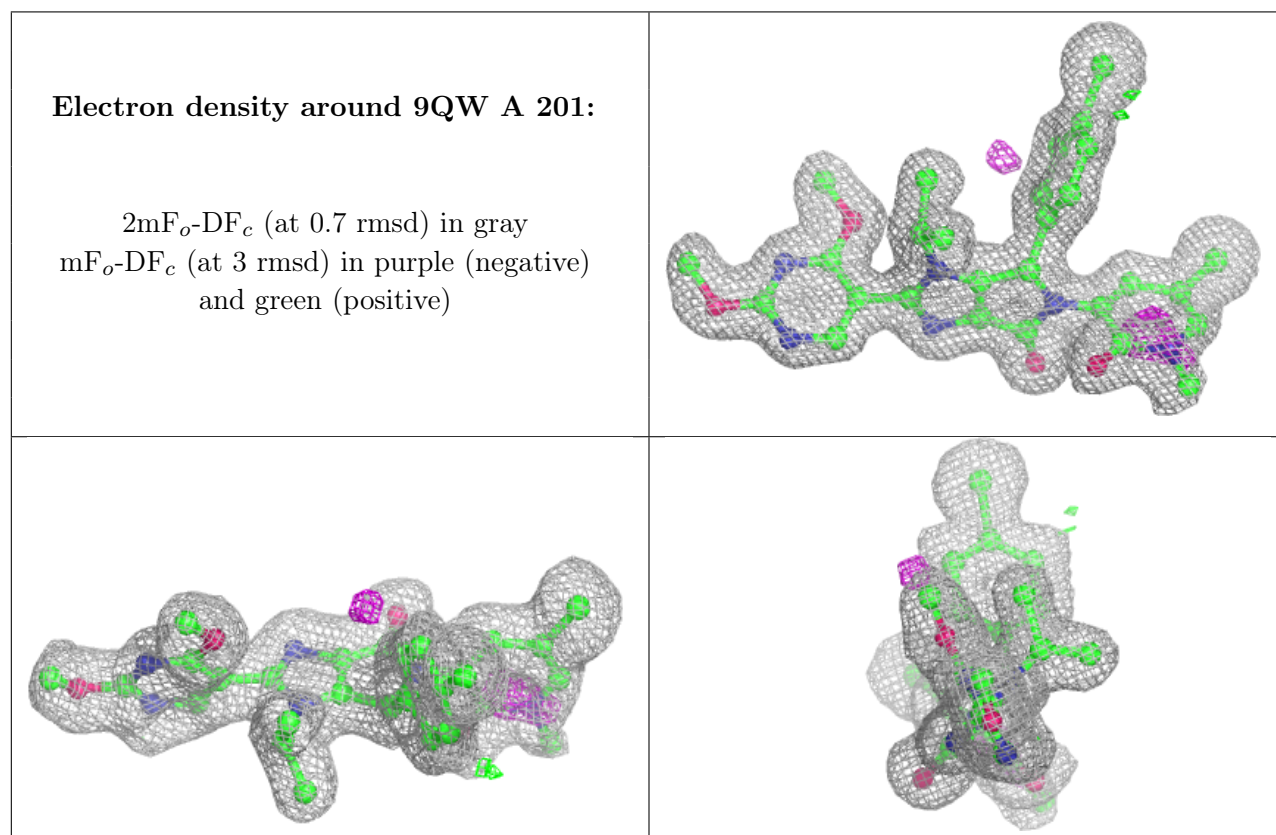 Electron density around 9QW A 201:
2mFₒ-DF𝒸 (at 0.7 rmsd) in gray
mFₒ-DF𝒸 (at 3 rmsd) in purple (negative)
and green (positive)